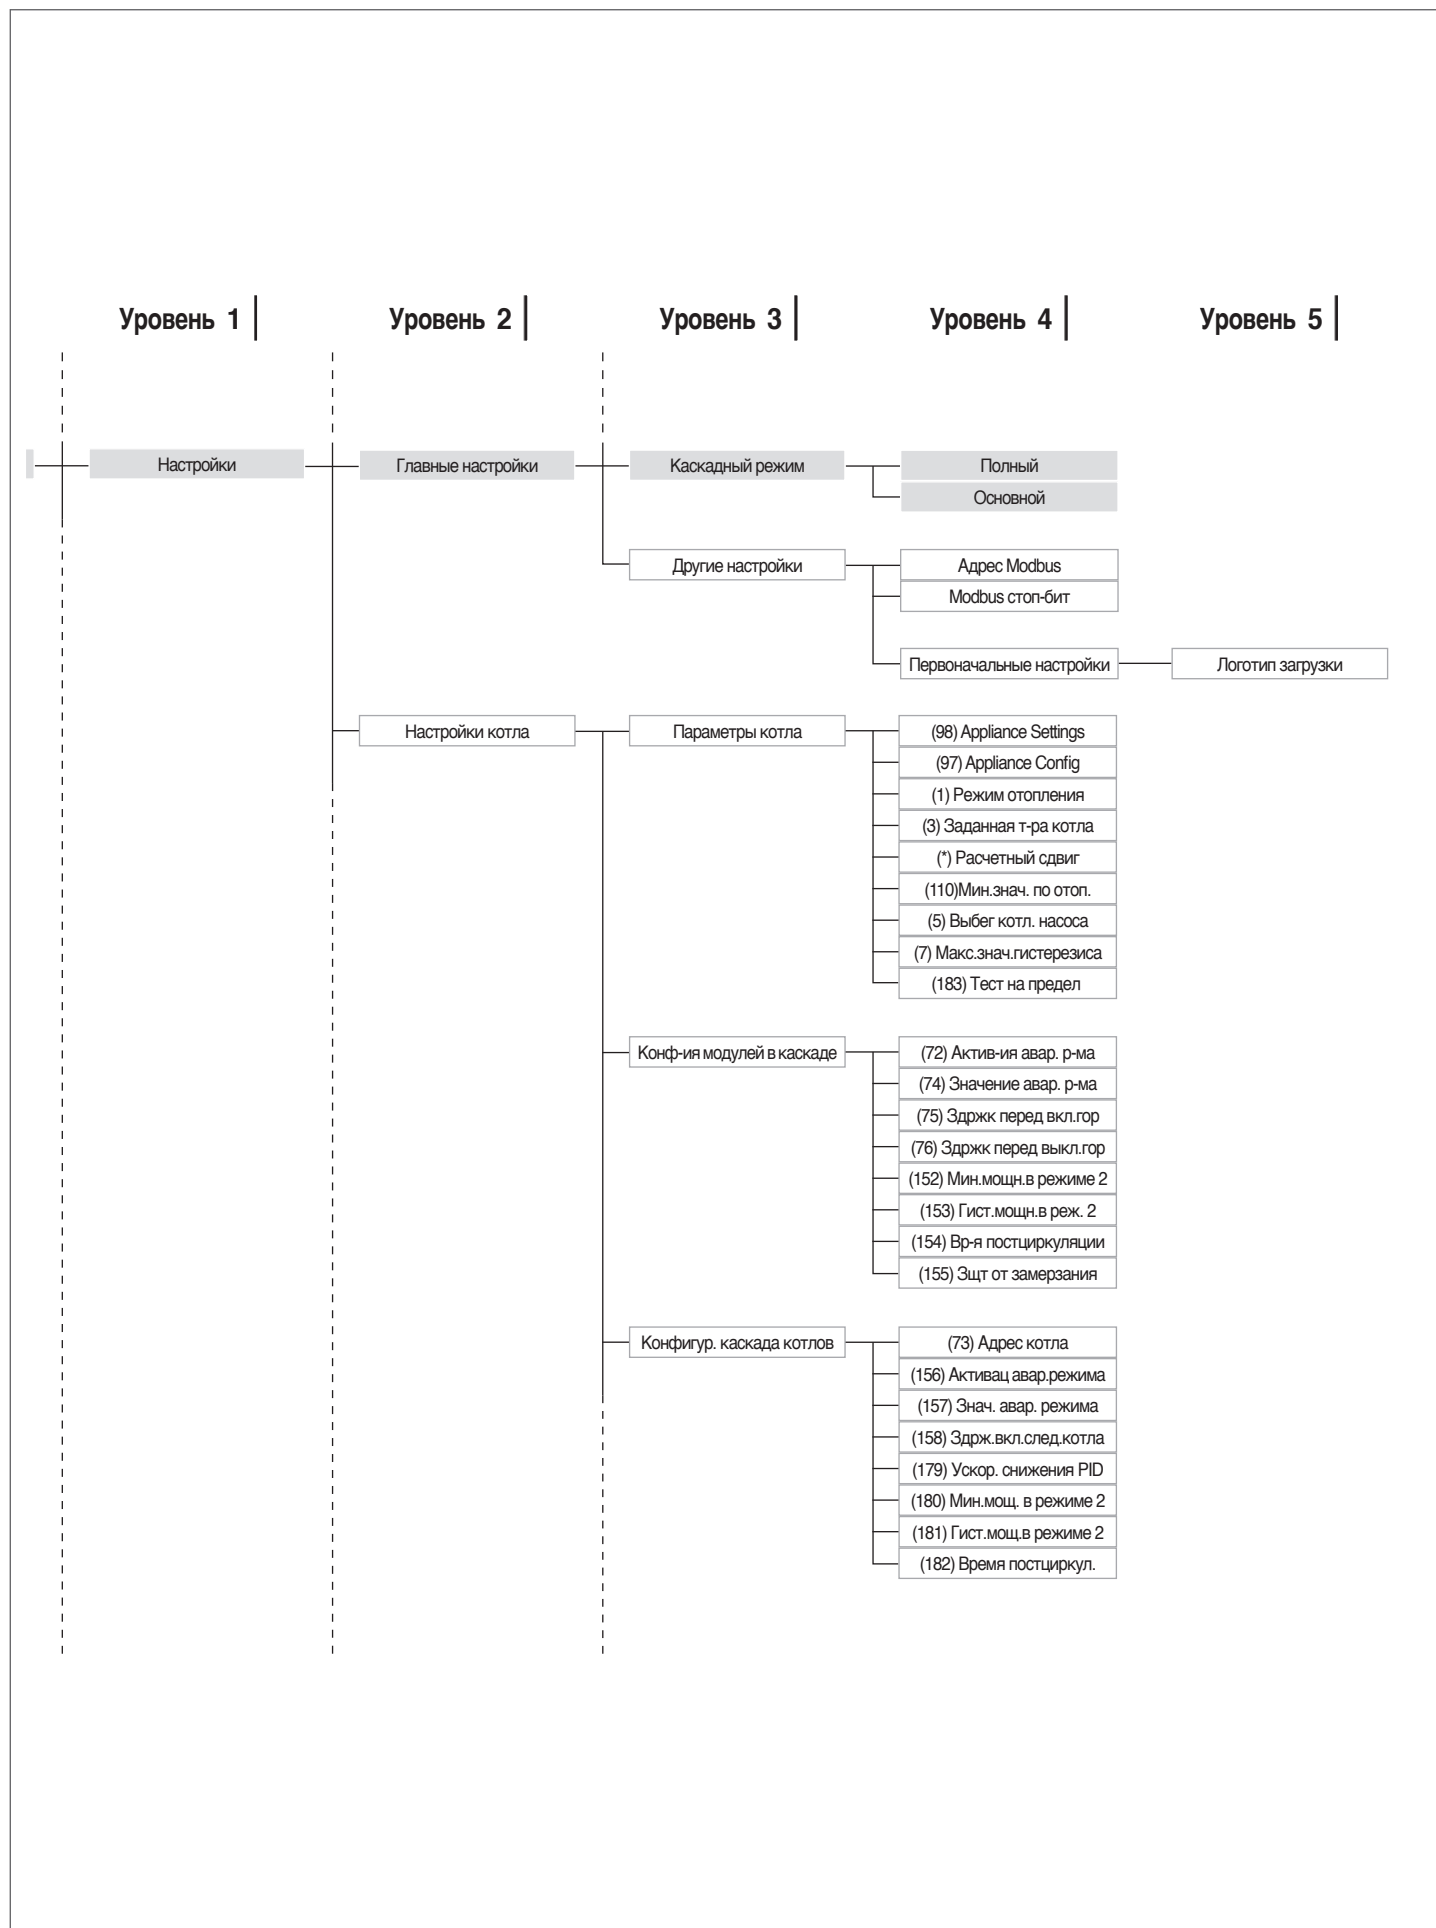 Уровень 1
Уровень 2
Уровень 3
Уровень 4
Уровень 5
Настройки
Главные настройки
Каскадный режим
Полный
Основной
Другие настройки
Адрес Modbus
Modbus стоп-бит
Первоначальные настройки
Логотип загрузки
Настройки котла
Параметры котла
(98) Appliance Settings
(97) Appliance Config
(1) Режим отопления
(3) Заданная т-ра котла
(*) Расчетный сдвиг
(110)Мин.знач. по отоп.
(5) Выбег котл. насоса
(7) Макс.знач.гистерезиса
(183) Тест на предел
Конф-ия модулей в каскаде
(72) Актив-ия авар. р-ма
(74) Значение авар. р-ма
(75) Здржк перед вкл.гор
(76) Здржк перед выкл.гор
(152) Мин.мощн.в режиме 2
(153) Гист.мощн.в реж. 2
(154) Вр-я постциркуляции
(155) Зщт от замерзания
Конфигур. каскада котлов
(73) Адрес котла
(156) Активац авар.режима
(157) Знач. авар. режима
(158) Здрж.вкл.след.котла
(179) Ускор. снижения PID
(180) Мин.мощ. в режиме 2
(181) Гист.мощ.в режиме 2
(182) Время постциркул.